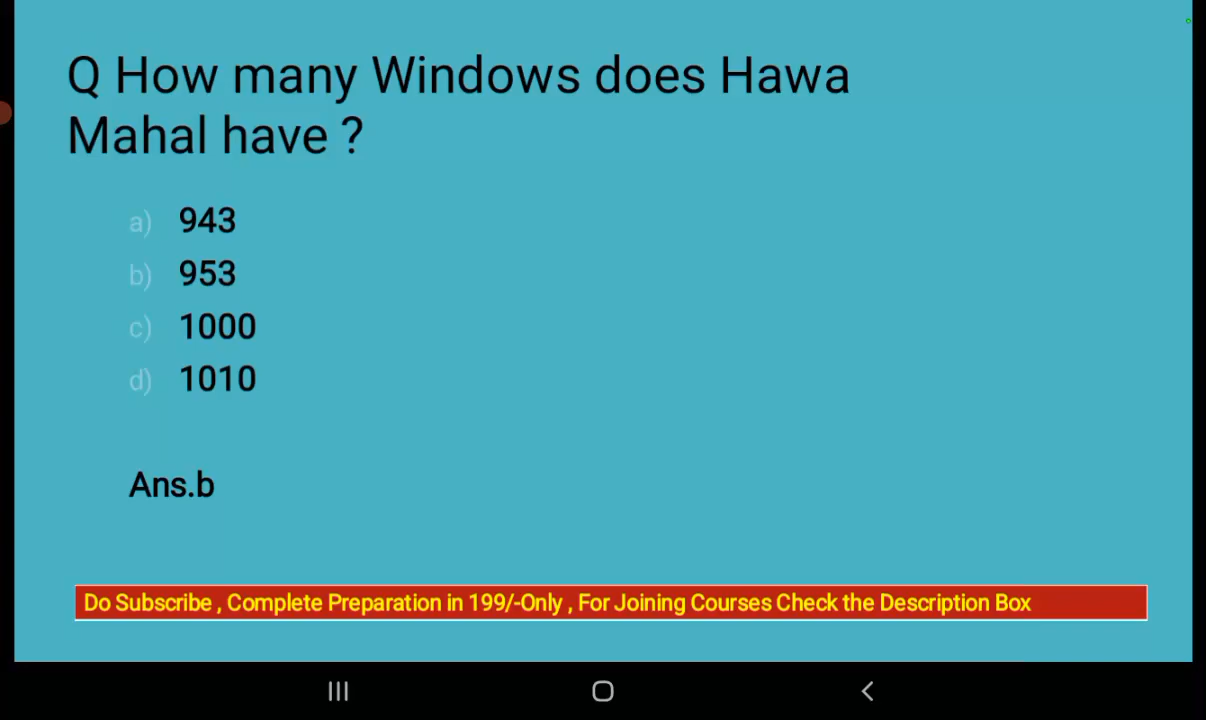 Q How many Windows does Hawa
Mahal have ?
a) 943
b) 953
c) 1000
d) 1010
Ans.b
Do Subscribe , Complete Preparation in 199/-Only , For Joining Courses Check the Description Box